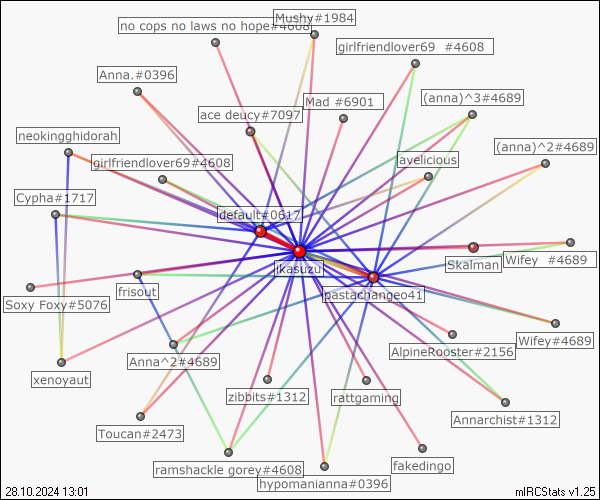 Mushy#1984
no cops no laws no hope#4608
girlfriendlover69 #4608
Anna.#0396
(anna)^3#4689
Mad #6901
ace deucy#7097
neokingghidorah
(anna)^2#4689
avelicious
girlfriendlover69#4608
Cypha#1717
default#0617
Wifey #4689
Skalman
ikasuzu
frisout
pastachange041
Soxy Foxy#5076
Wifey#4689
AlpineRooster#2156
Anna^2#4689
xenoyaut
zibbits#1312
rattgaming
Annarchist#1312
Toucan#2473
fakedingo
ramshackle gorey#4608
hypomanianna#0396
28.10.2024 13:01
mIRCStats v1.25